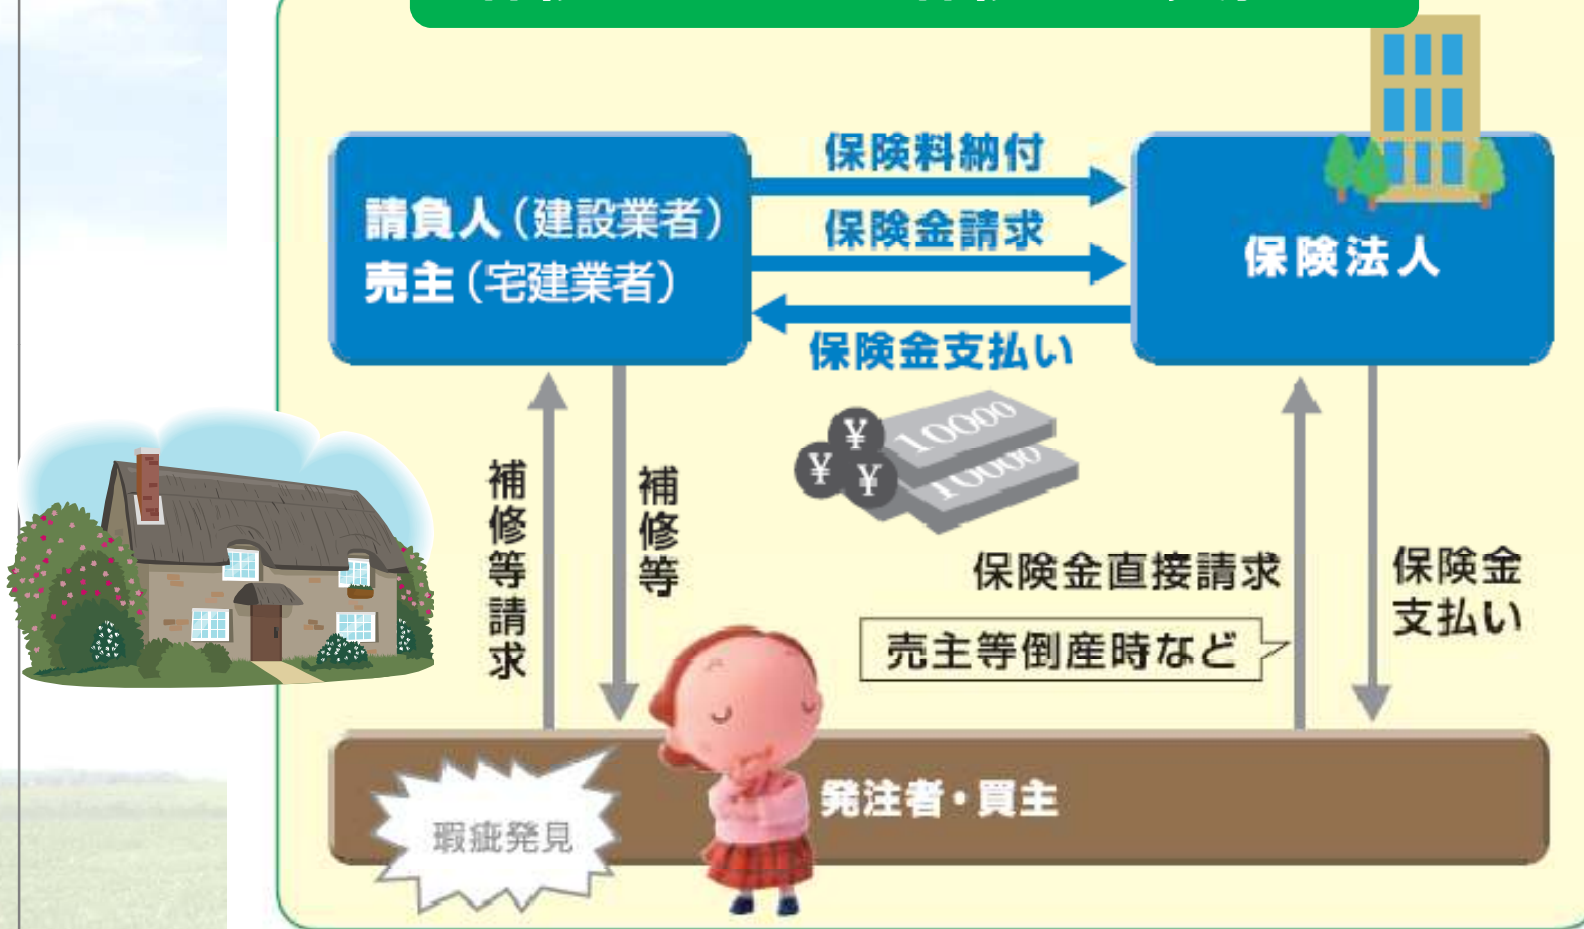 保険料納付
請負人（建設業者）
売主（宅建業者）
保険金請求
保険法人
保険金支払い
¥
¥
¥
10000
10000
補修等請求
補修等
保険金直接請求
売主等倒産時など
保険金
支払い
発注者・買主
瑕疵発見